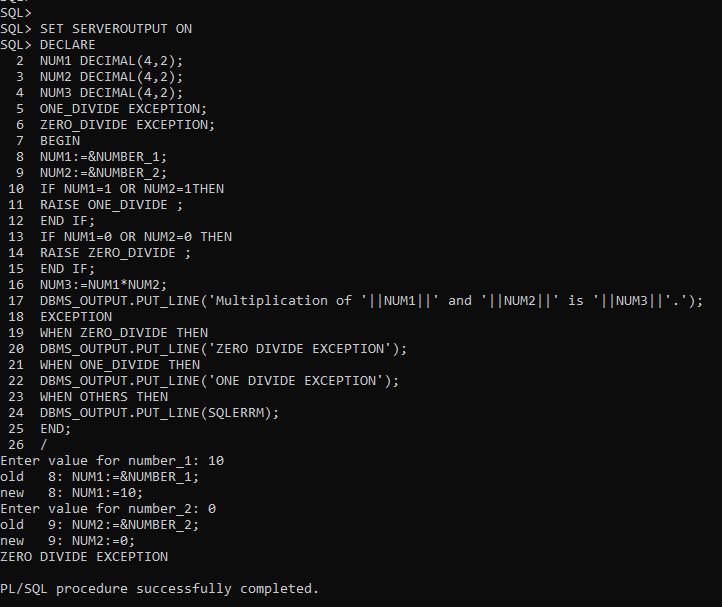 SQL>
SQL> SET SERVEROUTPUT ON
SQL> DECLARE
  2  NUM1 DECIMAL(4,2);
  3  NUM2 DECIMAL(4,2);
  4  NUM3 DECIMAL(4,2);
  5  ONE_DIVIDE EXCEPTION;
  6  ZERO_DIVIDE EXCEPTION;
  7  BEGIN
  8  NUM1:=&NUMBER_1;
  9  NUM2:=&NUMBER_2;
 10  IF NUM1=1 OR NUM2=1THEN
 11  RAISE ONE_DIVIDE ;
 12  END IF;
 13  IF NUM1=0 OR NUM2=0 THEN
 14  RAISE ZERO_DIVIDE ;
 15  END IF;
 16  NUM3:=NUM1*NUM2;
 17  DBMS_OUTPUT.PUT_LINE('Multiplication of '||NUM1||' and '||NUM2||' is '||NUM3||'.');
 18  EXCEPTION
 19  WHEN ZERO_DIVIDE THEN
 20  DBMS_OUTPUT.PUT_LINE('ZERO DIVIDE EXCEPTION');
 21  WHEN ONE_DIVIDE THEN
 22  DBMS_OUTPUT.PUT_LINE('ONE DIVIDE EXCEPTION');
 23  WHEN OTHERS THEN
 24  DBMS_OUTPUT.PUT_LINE(SQLERRM);
 25  END;
 26  /
Enter value for number_1: 10
old   8: NUM1:=&NUMBER_1;
new   8: NUM1:=10;
Enter value for number_2: 0
old   9: NUM2:=&NUMBER_2;
new   9: NUM2:=0;
ZERO DIVIDE EXCEPTION
PL/SQL procedure successfully completed.